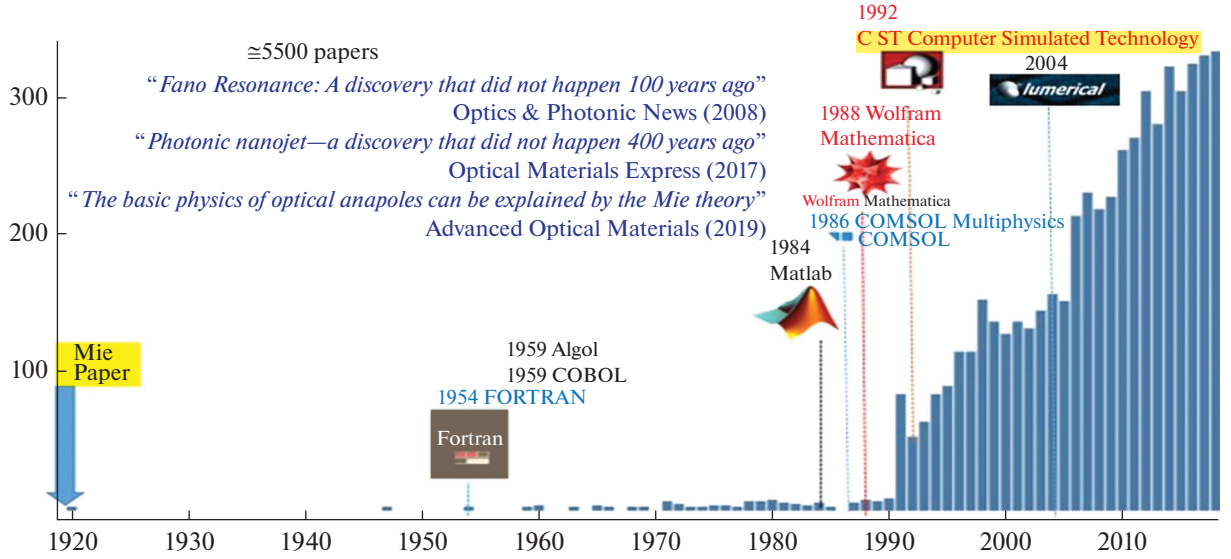 1992
C ST Computer Simulated Technology
≅5500 papers
“Fano Resonance: A discovery that did not happen 100 years ago”
Optics & Photonic News (2008)
“Photonic nanojet—a discovery that did not happen 400 years ago”
Optical Materials Express (2017)
“The basic physics of optical anapoles can be explained by the Mie theory”
Advanced Optical Materials (2019)
2004
lumerical
1988 Wolfram
Mathematica
Wolfram Mathematica
1986 COMSOL Multiphysics
COMSOL
1984
Matlab
Mie
Paper
1959 Algol
1959 COBOL
1954 FORTRAN
Fortran
300
200
100
1920 1930 1940 1950 1960 1970 1980 1990 2000 2010